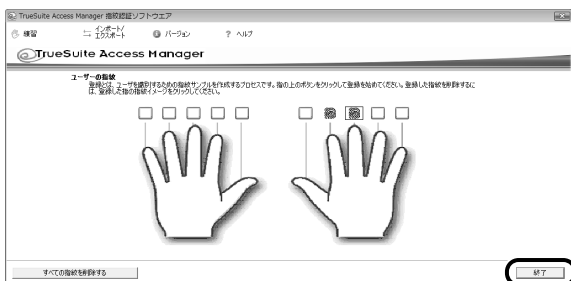 TrueSuite Access Manager 指紋認証ソフトウエア
練習 インポート/エクスポート バージョン ? ヘルプ
TrueSuite Access Manager
ユーザーの指紋
登録とは、ユーザを識別するための指紋サンプルを作成するプロセスです。指の上のボタンをクリックして登録を始めてください。登録した指紋を削除するに
は、登録した指の指紋イメージをクリックしてください。
すべての指紋を削除する
終了